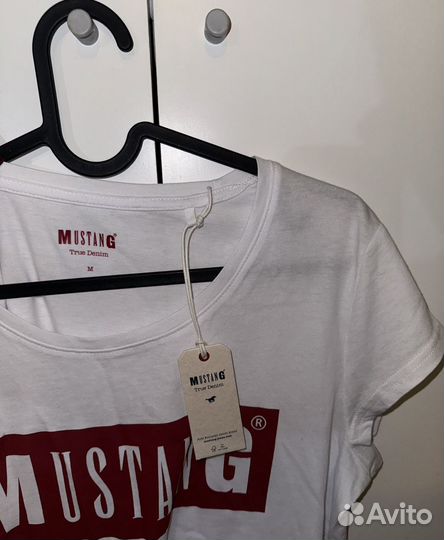 MUSTANG®
True Denim
M
MUSTANG
True Denim
MUSTANG®
Avito